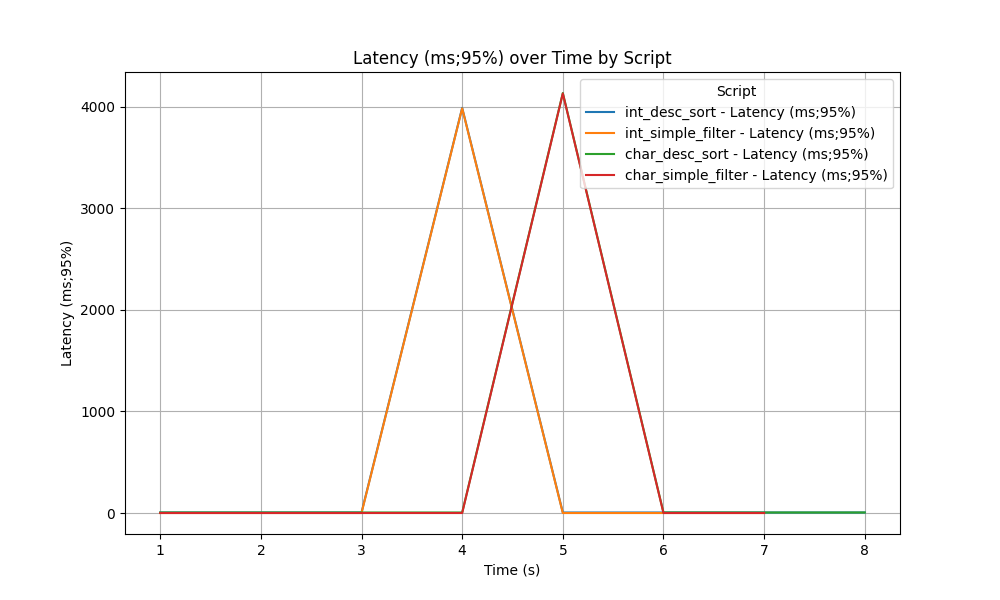 Latency (ms;95%) over Time by Script
Script
int_desc_sort - Latency (ms;95%)
int_simple_filter - Latency (ms;95%)
char_desc_sort - Latency (ms;95%)
char_simple_filter - Latency (ms;95%)
Latency (ms;95%)
4000
3000
2000
1000
0
1 2 3 4 5 6 7 8
Time (s)